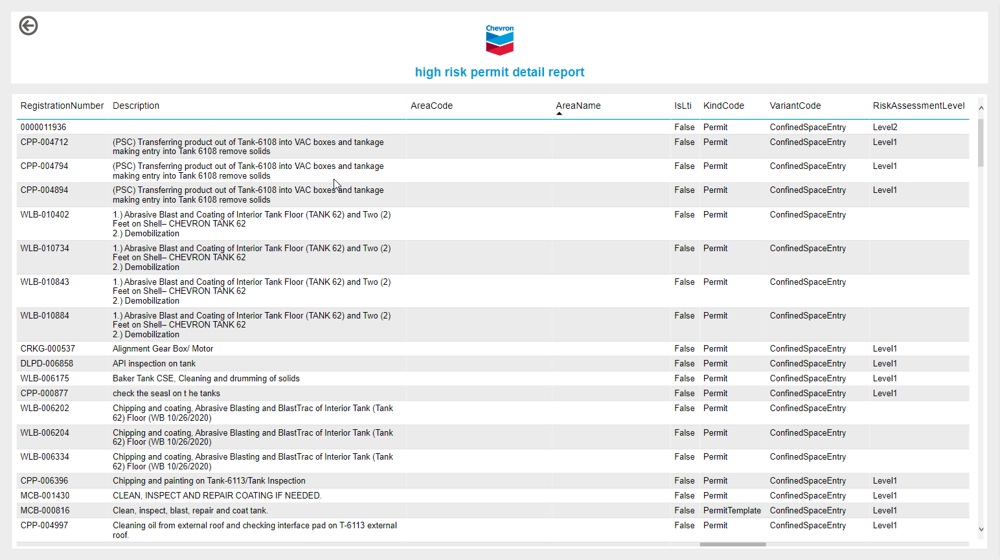 Chevron
high risk permit detail report
RegistrationNumber Description AreaCode AreaName IsLti KindCode VariantCode RiskAssessmentLevel
0000011936 False Permit ConfinedSpaceEntry Level2
CPP-004712 (PSC) Transferring product out of Tank-6108 into VAC boxes and tankage False Permit ConfinedSpaceEntry Level1
making entry into Tank 6108 remove solids
CPP-004794 (PSC) Transferring product out of Tank-6108 into VAC boxes and tankage False Permit ConfinedSpaceEntry Level1
making entry into Tank 6108 remove solids
CPP-004894 (PSC) Transferring product out of Tank-6108 into VAC boxes and tankage False Permit ConfinedSpaceEntry Level1
making entry into Tank 6108 remove solids
WLB-010402 1.) Abrasive Blast and Coating of Interior Tank Floor (TANK 62) and Two (2) False Permit ConfinedSpaceEntry
Feet on Shell– CHEVRON TANK 62
2.) Demobilization
WLB-010734 1.) Abrasive Blast and Coating of Interior Tank Floor (TANK 62) and Two (2) False Permit ConfinedSpaceEntry
Feet on Shell– CHEVRON TANK 62
2.) Demobilization
WLB-010843 1.) Abrasive Blast and Coating of Interior Tank Floor (TANK 62) and Two (2) False Permit ConfinedSpaceEntry
Feet on Shell– CHEVRON TANK 62
2.) Demobilization
WLB-010884 1.) Abrasive Blast and Coating of Interior Tank Floor (TANK 62) and Two (2) False Permit ConfinedSpaceEntry
Feet on Shell– CHEVRON TANK 62
2.) Demobilization
CRKG-000537 Alignment Gear Box/ Motor False Permit ConfinedSpaceEntry Level1
DLPD-006858 API inspection on tank False Permit ConfinedSpaceEntry Level1
WLB-006175 Baker Tank CSE, Cleaning and drumming of solids False Permit ConfinedSpaceEntry Level1
CPP-000877 check the seasl on t he tanks False Permit ConfinedSpaceEntry Level1
WLB-006202 Chipping and coating, Abrasive Blasting and BlastTrac of Interior Tank (Tank False Permit ConfinedSpaceEntry
62) Floor (WB 10/26/2020)
WLB-006204 Chipping and coating, Abrasive Blasting and BlastTrac of Interior Tank (Tank False Permit ConfinedSpaceEntry
62) Floor (WB 10/26/2020)
WLB-006334 Chipping and coating, Abrasive Blasting and BlastTrac of Interior Tank (Tank False Permit ConfinedSpaceEntry
62) Floor (WB 10/26/2020)
CPP-006396 Chipping and painting on Tank-6113/Tank Inspection False Permit ConfinedSpaceEntry Level1
MCB-001430 CLEAN, INSPECT AND REPAIR COATING IF NEEDED. False Permit ConfinedSpaceEntry Level1
MCB-000816 Clean, inspect, blast, repair and coat tank. False PermitTemplate ConfinedSpaceEntry Level1
CPP-004997 Cleaning oil from external roof and checking interface pad on T-6113 external False Permit ConfinedSpaceEntry Level1
roof.